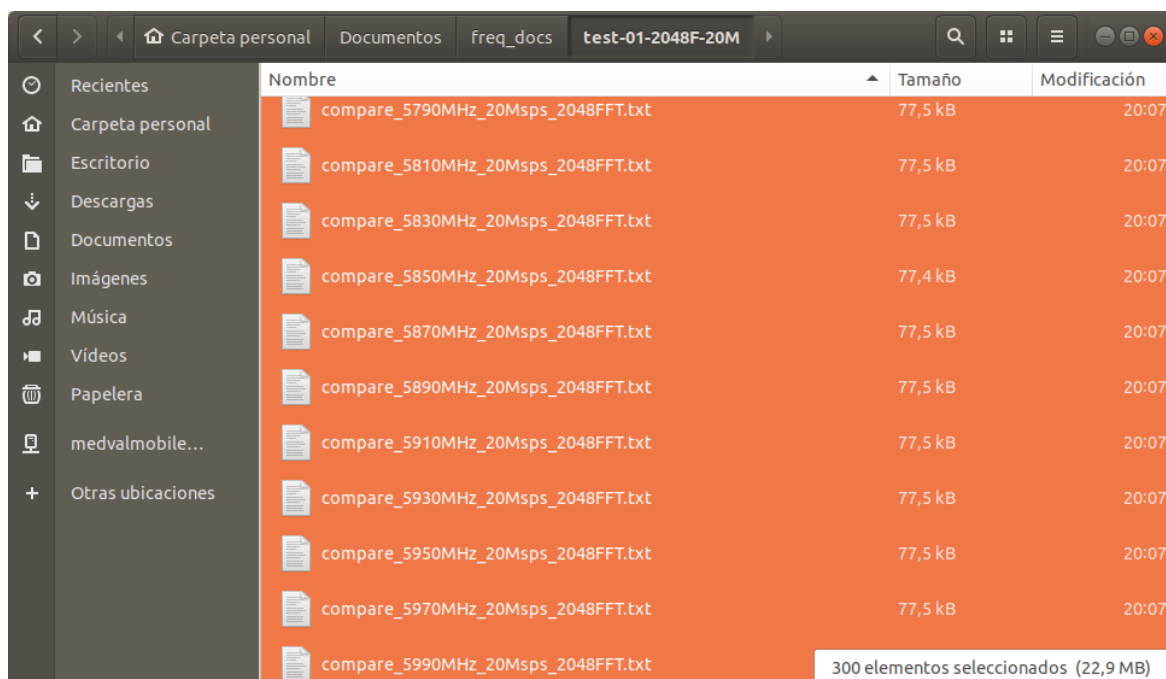 Carpeta personal Documentos freq_docs test-01-2048F-20M
Recientes
Carpeta personal
Escritorio
Descargas
Documentos
Imágenes
Música
Vídeos
Papelera
medvalmobile...
Otras ubicaciones
Nombre Tamaño Modificación
compare_5790MHz_20Msps_2048FFT.txt 77,5 kB 20:07
compare_5810MHz_20Msps_2048FFT.txt 77,5 kB 20:07
compare_5830MHz_20Msps_2048FFT.txt 77,5 kB 20:07
compare_5850MHz_20Msps_2048FFT.txt 77,4 kB 20:07
compare_5870MHz_20Msps_2048FFT.txt 77,5 kB 20:07
compare_5890MHz_20Msps_2048FFT.txt 77,5 kB 20:07
compare_5910MHz_20Msps_2048FFT.txt 77,5 kB 20:07
compare_5930MHz_20Msps_2048FFT.txt 77,5 kB 20:07
compare_5950MHz_20Msps_2048FFT.txt 77,5 kB 20:07
compare_5970MHz_20Msps_2048FFT.txt 77,5 kB 20:07
compare_5990MHz_20Msps_2048FFT.txt
300 elementos seleccionados (22,9 MB)